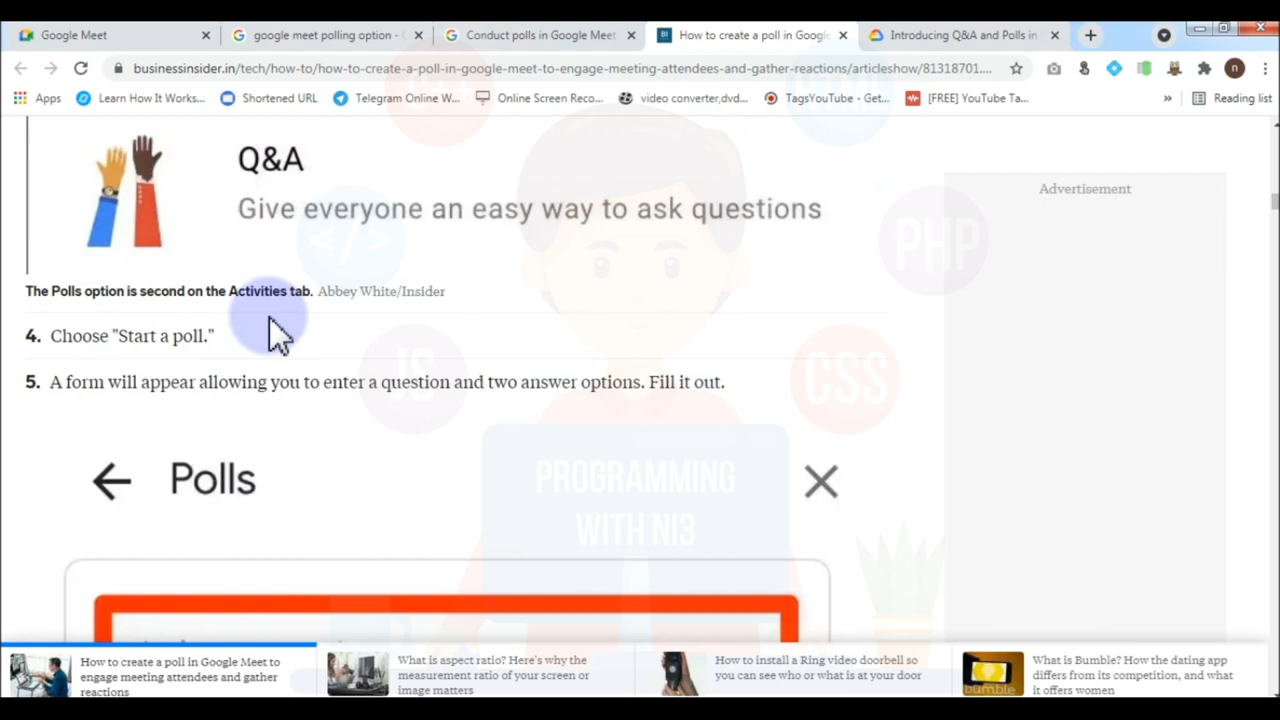 Google Meet
google meet polling option -
Conduct polls in Google Meet
BI How to create a poll in Google
Introducing Q&A and Polls in
businessinsider.in/tech/how-to/how-to-create-a-poll-in-google-meet-to-engage-meeting-attendees-and-gather-reactions/articleshow/81318701....
n
Apps
Learn How It Works...
Shortened URL
Telegram Online W...
Online Screen Reco...
video converter,dvd...
TagsYouTube - Get...
[FREE] YouTube Ta...
»
Reading list
C++
HTML
Q&A
Give everyone an easy way to ask questions
Advertisement
</>
PHP
The Polls option is second on the Activities tab. Abbey White/Insider
4. Choose "Start a poll."
JS
CSS
5. A form will appear allowing you to enter a question and two answer options. Fill it out.
Polls
PROGRAMMING
WITH NI3
How to create a poll in Google Meet to
engage meeting attendees and gather
reactions
What is aspect ratio? Here's why the
measurement ratio of your screen or
image matters
How to install a Ring video doorbell so
you can see who or what is at your door
bumble
What is Bumble? How the dating app
differs from its competition, and what
it offers women